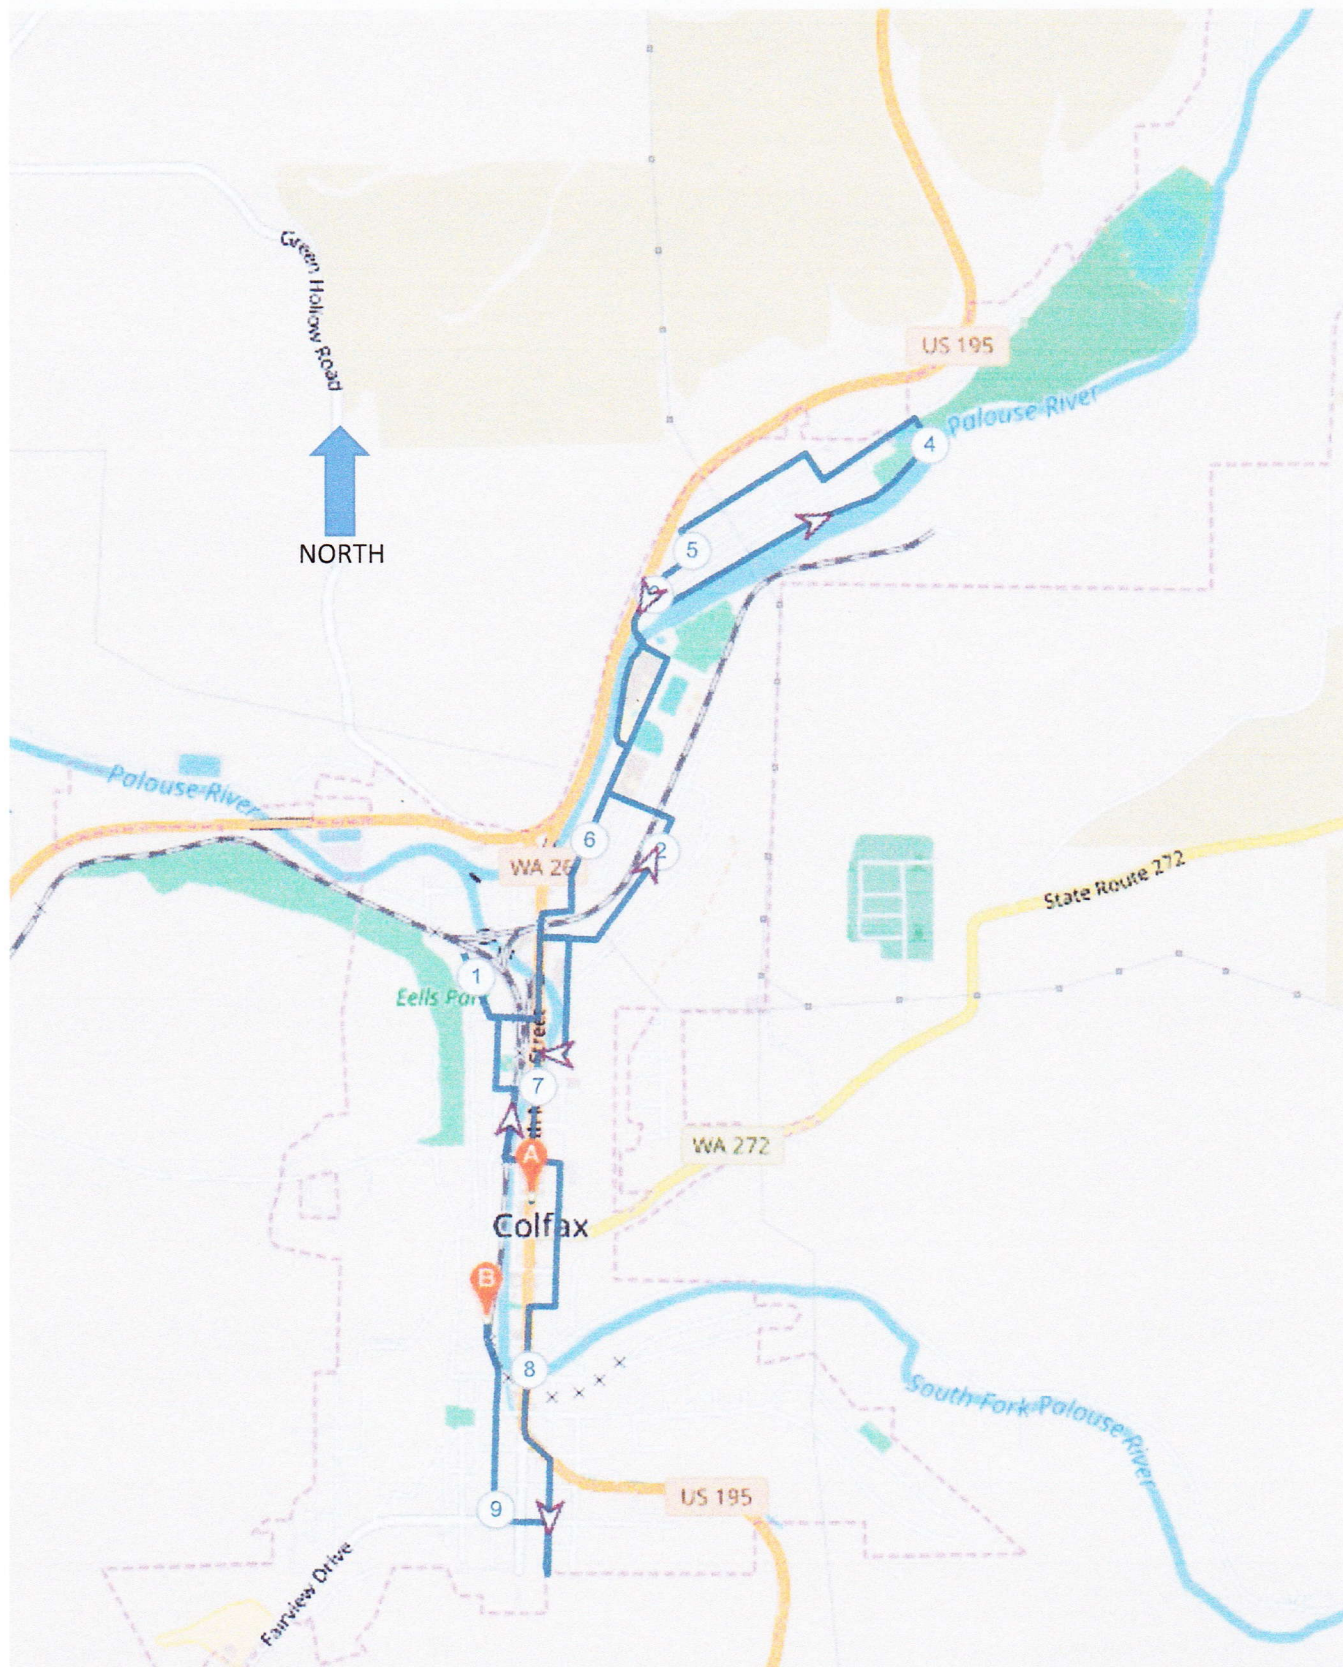 Green Hollow Road
US 195
Palouse River
4
NORTH
5
Palouse River
6
2
WA 26
State Route 272
1
Eells Par
Street
7
WA 272
A
Colfax
B
8
South Fork Palouse River
US 195
9
Fairview Drive